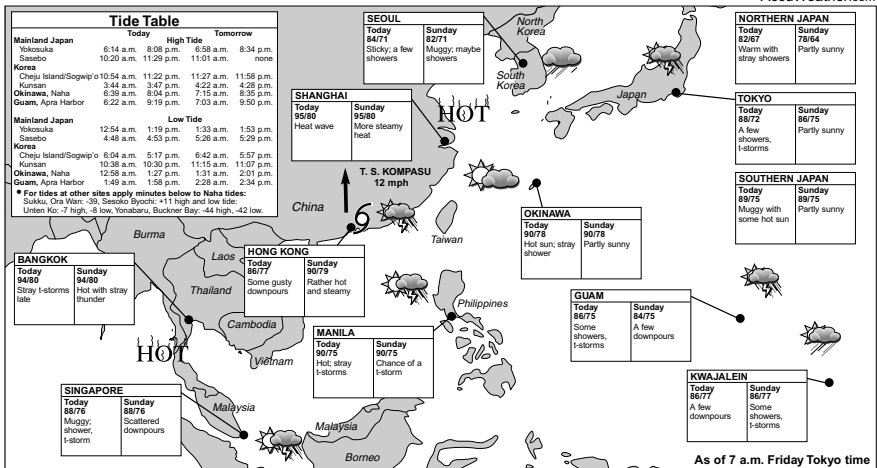 Tide Table
Today Tomorrow
Mainland Japan High Tide
Yokosuka 6:14 a.m. 8:08 p.m. 6:58 a.m. 8:34 p.m.
Sasebo 10:20 a.m. 11:29 p.m. 11:01 a.m. none
Korea
Cheju Island/Sogwip'o 10:54 a.m. 11:22 p.m. 11:27 a.m. 11:58 p.m.
Kunsan 3:44 a.m. 3:47 p.m. 4:22 a.m. 4:28 p.m.
Okinawa, Naha 6:39 a.m. 8:04 p.m. 7:15 a.m. 8:35 p.m.
Guam, Apra Harbor 6:22 a.m. 9:19 p.m. 7:03 a.m. 9:50 p.m.
Mainland Japan Low Tide
Yokosuka 12:54 a.m. 1:19 p.m. 1:33 a.m. 1:53 p.m.
Sasebo 4:48 a.m. 4:53 p.m. 5:26 a.m. 5:29 p.m.
Korea
Cheju Island/Sogwip'o 6:04 a.m. 5:17 p.m. 6:42 a.m. 5:57 p.m.
Kunsan 10:38 a.m. 10:30 p.m. 11:15 a.m. 11:07 p.m.
Okinawa, Naha 12:58 a.m. 1:27 p.m. 1:31 a.m. 2:01 p.m.
Guam, Apra Harbor 1:49 a.m. 1:58 p.m. 2:28 a.m. 2:34 p.m.
• For tides at other sites apply minutes below to Naha tides:
Sukku, Ora Wan: -39, Sesoko Byochi: +11 high and low tide:
Unten Ko: -7 high, -8 low, Yonabaru, Buckner Bay: -44 high, -42 low.
SEOUL
Today Sunday
84/71 82/71
Sticky; a few Muggy; maybe
showers showers
North
Korea
South
Korea
Japan
NORTHERN JAPAN
Today Sunday
82/67 78/64
Warm with Partly sunny
stray showers
TOKYO
Today Sunday
88/72 86/75
A few Partly sunny
showers,
t-storms
SOUTHERN JAPAN
Today Sunday
89/75 89/75
Muggy with Partly sunny
some hot sun
SHANGHAI
Today Sunday
95/80 95/80
Heat wave More steamy
heat
HOT
T. S. KOMPASU
12 mph
China
Taiwan
OKINAWA
Today Sunday
90/78 90/78
Hot sun; stray Partly sunny
shower
Burma
Laos
Thailand
Cambodia
Vietnam
HONG KONG
Today Sunday
86/77 90/79
Some gusty Rather hot
downpours and steamy
BANGKOK
Today Sunday
94/80 94/80
Stray t-storms Hot with stray
late thunder
HOT
Philippines
MANILA
Today Sunday
90/75 90/75
Hot; stray Chance of a
t-storms t-storm
GUAM
Today Sunday
86/75 84/75
Some A few
showers, downpours
t-storms
KWAJALEIN
Today Sunday
86/77 86/77
A few Some
downpours showers,
t-storms
SINGAPORE
Today Sunday
88/76 88/76
Muggy; Scattered
shower, downpours
t-storm
Malaysia
Malaysia
Borneo
As of 7 a.m. Friday Tokyo time